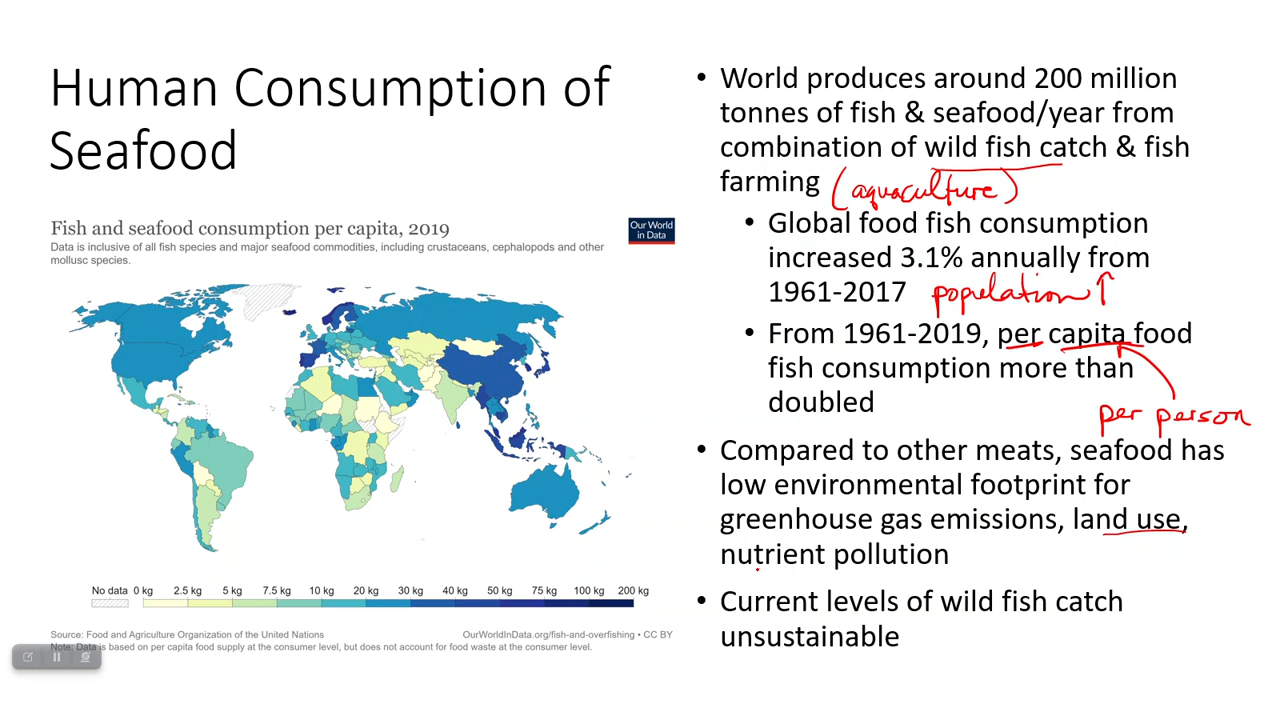 Human Consumption of
Seafood
Fish and seafood consumption per capita, 2019
Data is inclusive of all fish species and major seafood commodities, including crustaceans, cephalopods and other
mollusc species.
Our World
in Data
No data 0 kg 2.5 kg 5 kg 7.5 kg 10 kg 20 kg 30 kg 40 kg 50 kg 75 kg 100 kg 200 kg
Source: Food and Agriculture Organization of the United Nations OurWorldInData.org/fish-and-overfishing • CC BY
Note: Data is based on per capita food supply at the consumer level, but does not account for food waste at the consumer level.
• World produces around 200 million
tonnes of fish & seafood/year from
combination of wild fish catch & fish
farming (aquaculture)
• Global food fish consumption
increased 3.1% annually from
1961-2017 population ↑
• From 1961-2019, per capita food
fish consumption more than
doubled
per person
• Compared to other meats, seafood has
low environmental footprint for
greenhouse gas emissions, land use,
nutrient pollution
• Current levels of wild fish catch
unsustainable